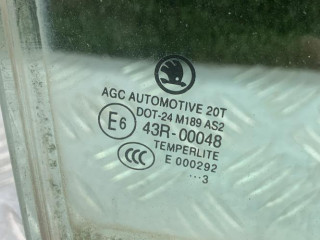 AGC AUTOMOTIVE 20T
DOT-24 M189 AS2
E6 43R-00048
CCC TEMPERLITE
E 000292
...3